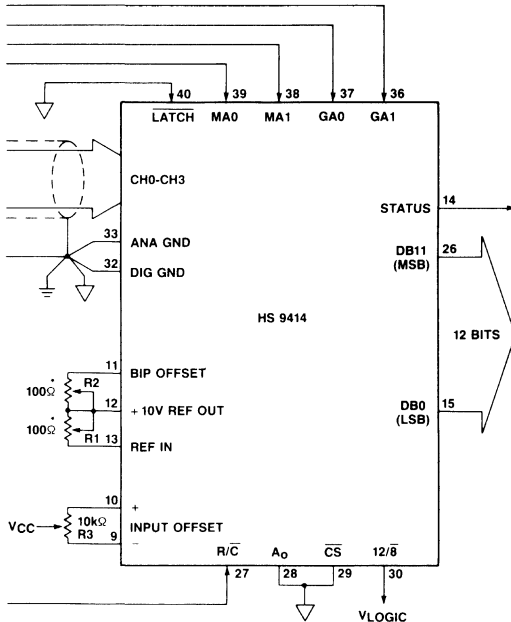 40 39 38 37 36
LATCH MA0 MA1 GA0 GA1
CH0-CH3
STATUS 14
33 ANA GND
DB11 26
(MSB)
32 DIG GND
HS 9414
12 BITS
11 BIP OFFSET
100Ω* R2
12 + 10V REF OUT
DB0 15
(LSB)
100Ω* R1
13 REF IN
10 +
VCC 10kΩ INPUT OFFSET
R3
9 −
R/C A0 CS 12/8
27 28 29 30
VLOGIC